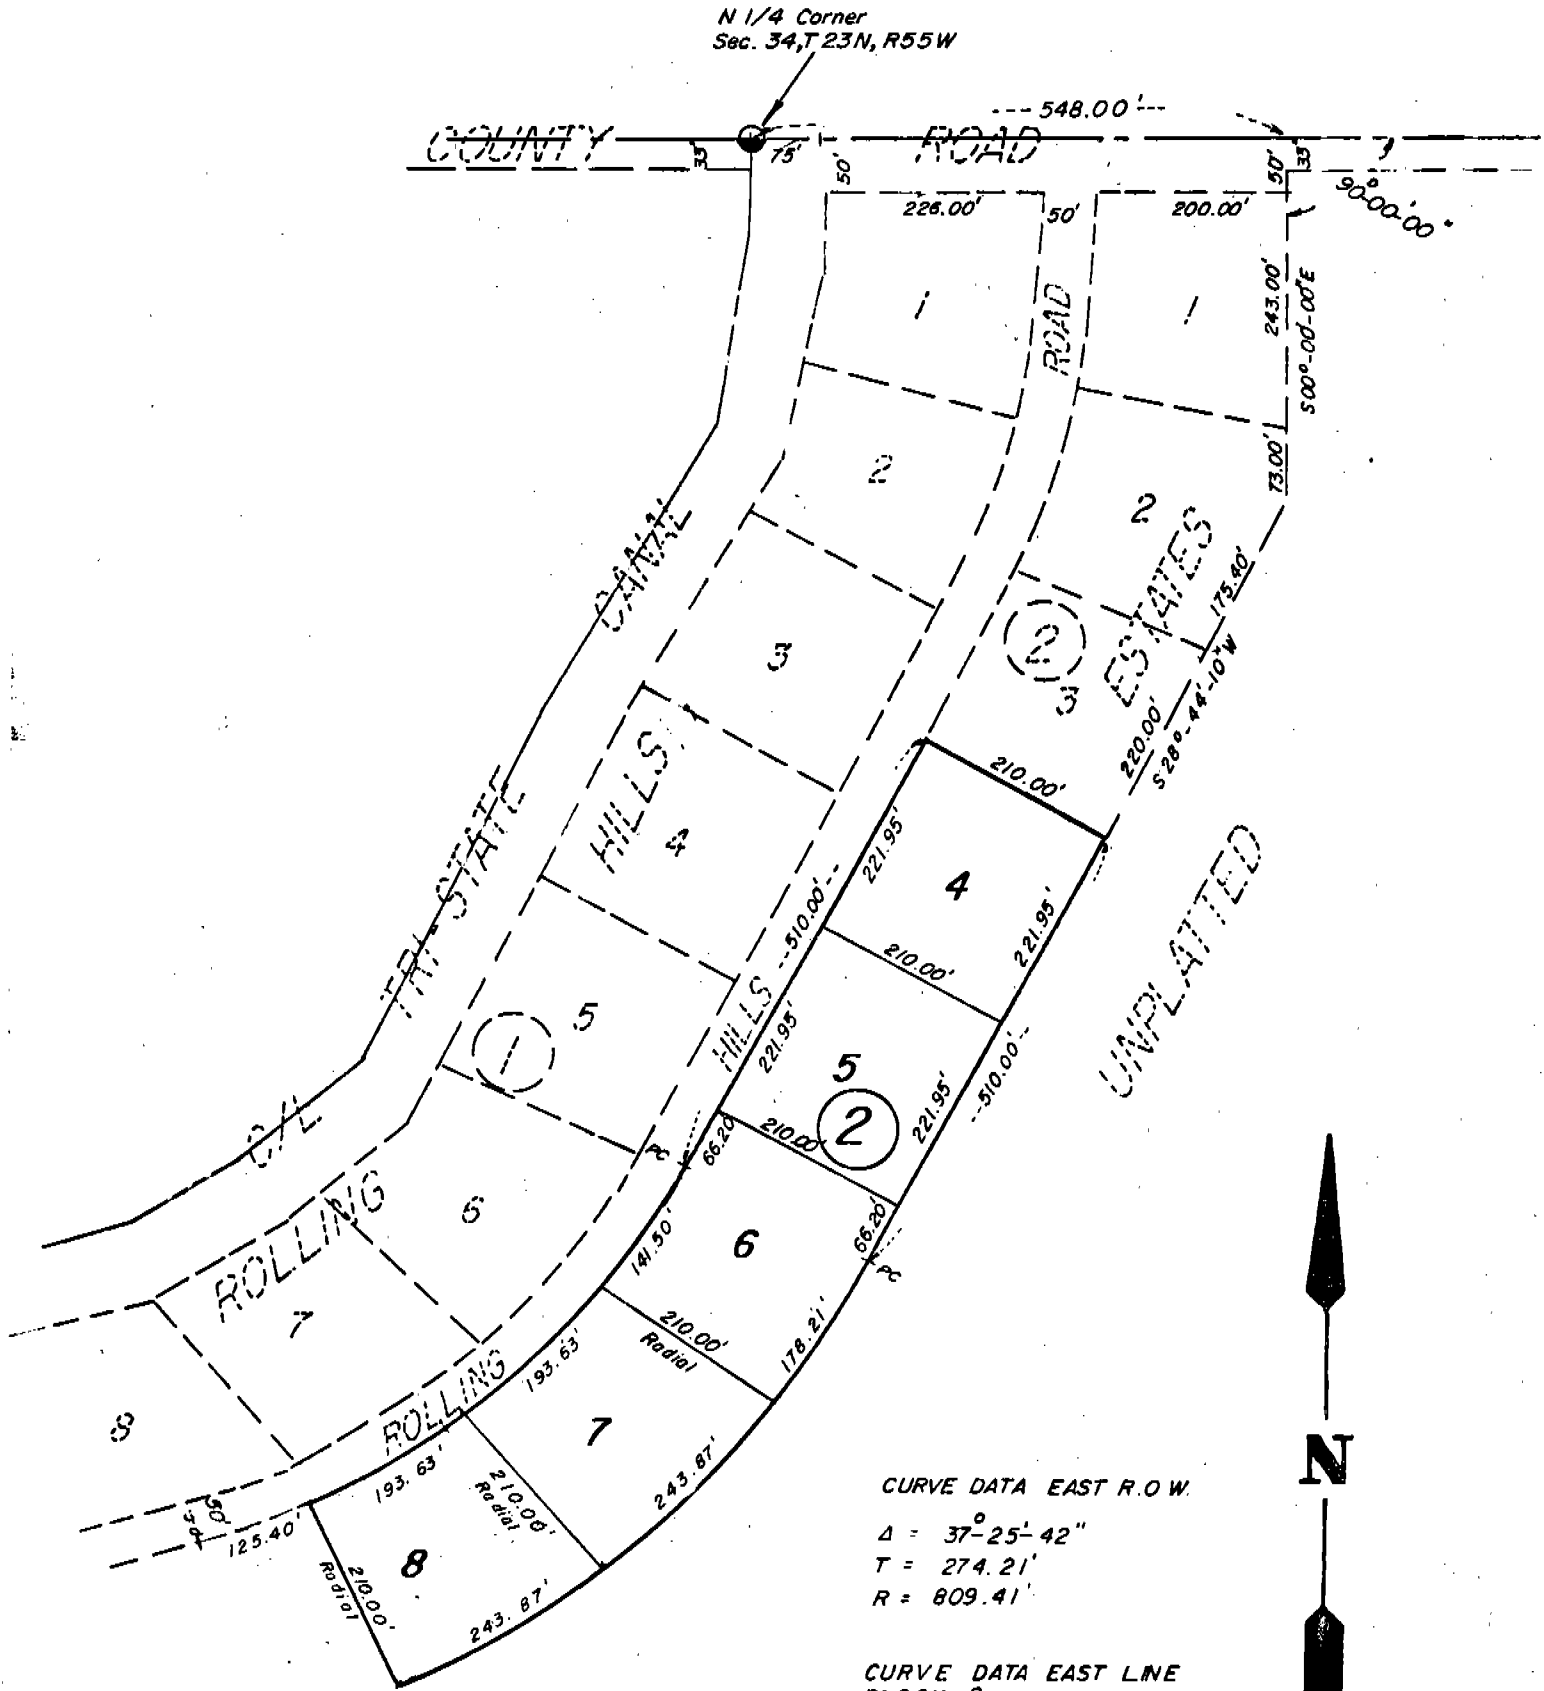 N 1/4 Corner
Sec. 34, T 23N, R55W
--- 548.00' ---
COUNTY
ROAD
33'
75'
50'
50'
33'
90°-00'-00"
226.00'
50'
200.00'
1
ROAD
1
243.00'
S00°-00'-00"E
2
2
73.00'
CANAL
ESTATES
175.40'
3
2
3
S28°-44'-10"W
220.00'
HILLS
210.00'
4
221.95'
4
TRI-STATE
--510.00'--
221.95'
UNPLATTED
210.00'
5
1
HILLS
221.95'
5
--510.00'--
221.95'
2
C/L
PC
66.20'
210.00'
ROLLING
6
141.50'
6
66.20'
PC
7
210.00'
Radial
178.21'
ROLLING
193.63'
8
7
193.63'
210.00'
Radial
243.87'
50'
125.40'
8
210.00'
Radial
243.87'
N
CURVE DATA EAST R.O.W.
Δ = 37°-25'-42"
T = 274.21'
R = 809.41'
CURVE DATA EAST LINE